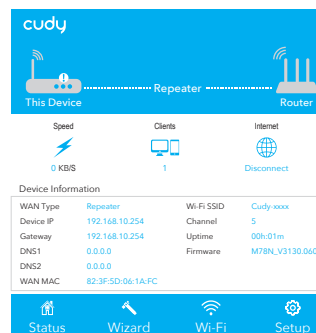 cudy
Repeater
This Device Router
Speed Clients Internet
0 KB/S 1 Disconnect
Device Information
WAN Type Repeater Wi-Fi SSID Cudy-xxxx
Device IP 192.168.10.254 Channel 5
Gateway 192.168.10.254 Uptime 00h:01m
DNS1 0.0.0.0 Firmware M78N_V3130.060
DNS2 0.0.0.0
WAN MAC 82:3F:5D:06:1A:FC
Status Wizard Wi-Fi Setup